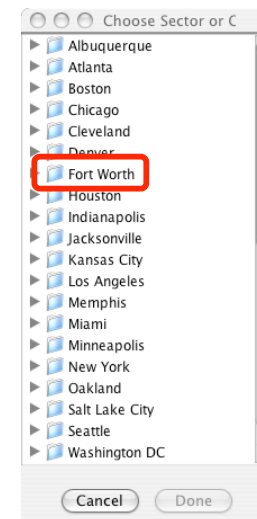 Choose Sector or C
Albuquerque
Atlanta
Boston
Chicago
Cleveland
Denver
Fort Worth
Houston
Indianapolis
Jacksonville
Kansas City
Los Angeles
Memphis
Miami
Minneapolis
New York
Oakland
Salt Lake City
Seattle
Washington DC
Cancel Done